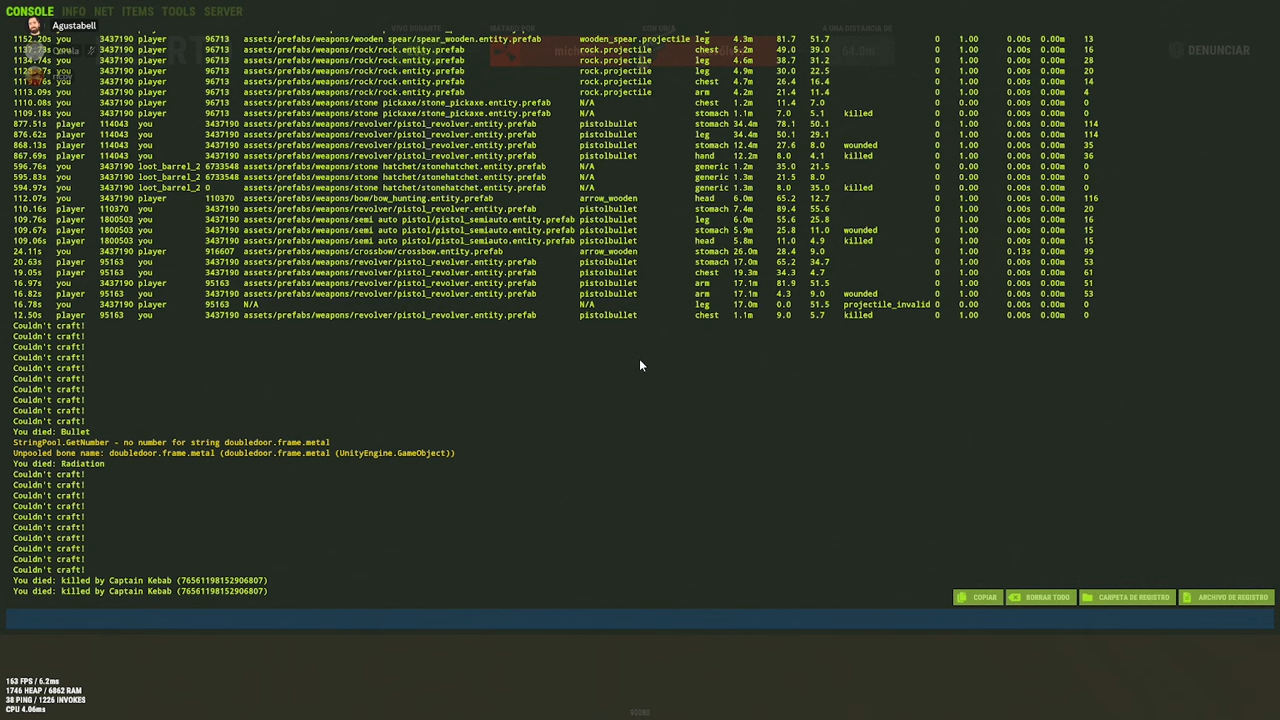 CONSOLE INFO NET ITEMS TOOLS SERVER
Agustabell
VIVO DURANTE MATADO POR CON UN/A A UNA DISTANCIA DE
DENUNCIAR
1152.20s you 3437190 player 96713 assets/prefabs/weapons/wooden spear/spear_wooden.entity.prefab wooden_spear.projectile leg 4.3m 81.7 51.7 0 1.00 0.00s 0.00m 13
you 3437190 player 96713 assets/prefabs/weapons/rock/rock.entity.prefab rock.projectile chest 5.2m 49.0 39.0 0 1.00 0.00s 0.00m 16
you 3437190 player 96713 assets/prefabs/weapons/rock/rock.entity.prefab rock.projectile leg 4.6m 38.7 31.2 0 1.00 0.00s 0.00m 28
you 3437190 player 96713 assets/prefabs/weapons/rock/rock.entity.prefab rock.projectile leg 4.9m 30.0 22.5 0 1.00 0.00s 0.00m 20
you 3437190 player 96713 assets/prefabs/weapons/rock/rock.entity.prefab rock.projectile chest 4.7m 26.4 16.4 0 1.00 0.00s 0.00m 14
1113.09s you 3437190 player 96713 assets/prefabs/weapons/rock/rock.entity.prefab rock.projectile arm 4.2m 21.4 11.4 0 1.00 0.00s 0.00m 4
1110.08s you 3437190 player 96713 assets/prefabs/weapons/stone pickaxe/stone_pickaxe.entity.prefab N/A chest 1.2m 11.4 7.0 0 0.00 0.00s 0.00m 0
1109.18s you 3437190 player 96713 assets/prefabs/weapons/stone pickaxe/stone_pickaxe.entity.prefab N/A stomach 1.1m 7.0 5.1 killed 0 0.00 0.00s 0.00m 0
877.51s player 114043 you 3437190 assets/prefabs/weapons/revolver/pistol_revolver.entity.prefab pistolbullet stomach 34.4m 78.1 50.1 0 1.00 0.00s 0.00m 114
876.62s player 114043 you 3437190 assets/prefabs/weapons/revolver/pistol_revolver.entity.prefab pistolbullet leg 34.4m 50.1 29.1 0 1.00 0.00s 0.00m 114
868.13s player 114043 you 3437190 assets/prefabs/weapons/revolver/pistol_revolver.entity.prefab pistolbullet stomach 12.4m 27.6 8.0 wounded 0 1.00 0.00s 0.00m 35
867.69s player 114043 you 3437190 assets/prefabs/weapons/revolver/pistol_revolver.entity.prefab pistolbullet hand 12.2m 8.0 4.1 killed 0 1.00 0.00s 0.00m 36
596.76s you 3437190 loot_barrel_2 6733548 assets/prefabs/weapons/stone hatchet/stonehatchet.entity.prefab N/A generic 1.2m 35.0 21.5 0 0.00 0.00s 0.00m 0
595.83s you 3437190 loot_barrel_2 6733548 assets/prefabs/weapons/stone hatchet/stonehatchet.entity.prefab N/A generic 1.3m 21.5 8.0 0 0.00 0.00s 0.00m 0
594.97s you 3437190 loot_barrel_2 0 assets/prefabs/weapons/stone hatchet/stonehatchet.entity.prefab N/A generic 1.3m 8.0 35.0 killed 0 0.00 0.00s 0.00m 0
112.07s you 3437190 player 110370 assets/prefabs/weapons/bow/bow_hunting.entity.prefab arrow_wooden head 6.0m 65.2 12.7 0 1.00 0.00s 0.00m 116
110.16s player 110370 you 3437190 assets/prefabs/weapons/revolver/pistol_revolver.entity.prefab pistolbullet stomach 7.4m 89.4 55.6 0 1.00 0.00s 0.00m 20
109.76s player 1800503 you 3437190 assets/prefabs/weapons/semi auto pistol/pistol_semiauto.entity.prefab pistolbullet leg 6.0m 55.6 25.8 0 1.00 0.00s 0.00m 16
109.67s player 1800503 you 3437190 assets/prefabs/weapons/semi auto pistol/pistol_semiauto.entity.prefab pistolbullet stomach 5.9m 25.8 11.0 wounded 0 1.00 0.00s 0.00m 15
109.06s player 1800503 you 3437190 assets/prefabs/weapons/semi auto pistol/pistol_semiauto.entity.prefab pistolbullet head 5.8m 11.0 4.9 killed 0 1.00 0.00s 0.00m 15
24.11s you 3437190 player 916607 assets/prefabs/weapons/crossbow/crossbow.entity.prefab arrow_wooden stomach 26.0m 28.4 9.0 0 1.00 0.13s 0.00m 99
20.63s player 95163 you 3437190 assets/prefabs/weapons/revolver/pistol_revolver.entity.prefab pistolbullet stomach 17.0m 65.2 34.7 0 1.00 0.00s 0.00m 53
19.05s player 95163 you 3437190 assets/prefabs/weapons/revolver/pistol_revolver.entity.prefab pistolbullet chest 19.3m 34.3 4.7 0 1.00 0.00s 0.00m 61
16.97s you 3437190 player 95163 assets/prefabs/weapons/revolver/pistol_revolver.entity.prefab pistolbullet arm 17.1m 81.9 51.5 0 1.00 0.00s 0.00m 51
16.82s player 95163 you 3437190 assets/prefabs/weapons/revolver/pistol_revolver.entity.prefab pistolbullet arm 17.1m 4.3 9.0 wounded 0 1.00 0.00s 0.00m 53
16.78s you 3437190 N/A 95163 N/A N/A leg 17.0m 0.0 51.5 projectile_invalid 0 1.00 0.00s 0.00m 0
12.50s player 95163 you 3437190 assets/prefabs/weapons/revolver/pistol_revolver.entity.prefab pistolbullet chest 1.1m 9.0 5.7 killed 0 1.00 0.00s 0.00m 0
Couldn't craft!
Couldn't craft!
Couldn't craft!
Couldn't craft!
Couldn't craft!
Couldn't craft!
Couldn't craft!
Couldn't craft!
Couldn't craft!
Couldn't craft!
You died: Bullet
StringPool.GetNumber - no number for string doubledoor.frame.metal
Unpooled bone name: doubledoor.frame.metal (doubledoor.frame.metal (UnityEngine.GameObject))
You died: Radiation
Couldn't craft!
Couldn't craft!
Couldn't craft!
Couldn't craft!
Couldn't craft!
Couldn't craft!
Couldn't craft!
Couldn't craft!
Couldn't craft!
Couldn't craft!
You died: killed by Captain Kebab (76561198152906807)
You died: killed by Captain Kebab (76561198152906807)
COPIAR BORRAR TODO CARPETA DE REGISTRO ARCHIVO DE REGISTRO
163 FPS / 6.2ms
1746 HEAP / 6862 RAM
38 PING / 1226 INVOKES
CPU 4.06ms